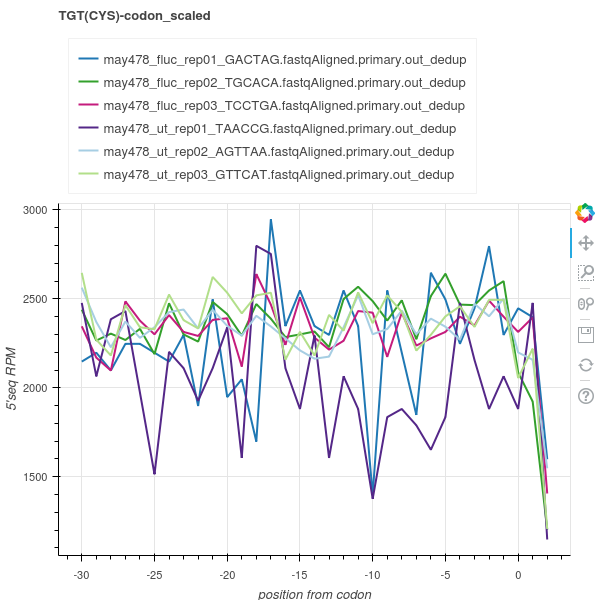 TGT(CYS)-codon_scaled
may478_fluc_rep01_GACTAG.fastqAligned.primary.out_dedup
may478_fluc_rep02_TGCACA.fastqAligned.primary.out_dedup
may478_fluc_rep03_TCCTGA.fastqAligned.primary.out_dedup
may478_ut_rep01_TAACCG.fastqAligned.primary.out_dedup
may478_ut_rep02_AGTTAA.fastqAligned.primary.out_dedup
may478_ut_rep03_GTTCAT.fastqAligned.primary.out_dedup
3000
2500
2000
1500
5'seq RPM
-30 -25 -20 -15 -10 -5 0
position from codon